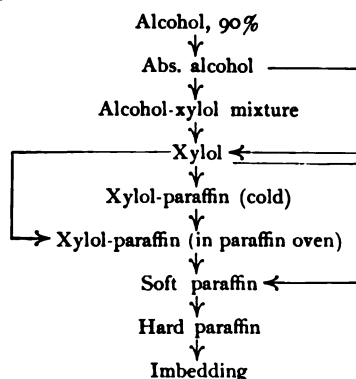 Alcohol, 90%
Abs. alcohol
Alcohol-xylol mixture
Xylol
Xylol-paraffin (cold)
Xylol-paraffin (in paraffin oven)
Soft paraffin
Hard paraffin
Imbedding